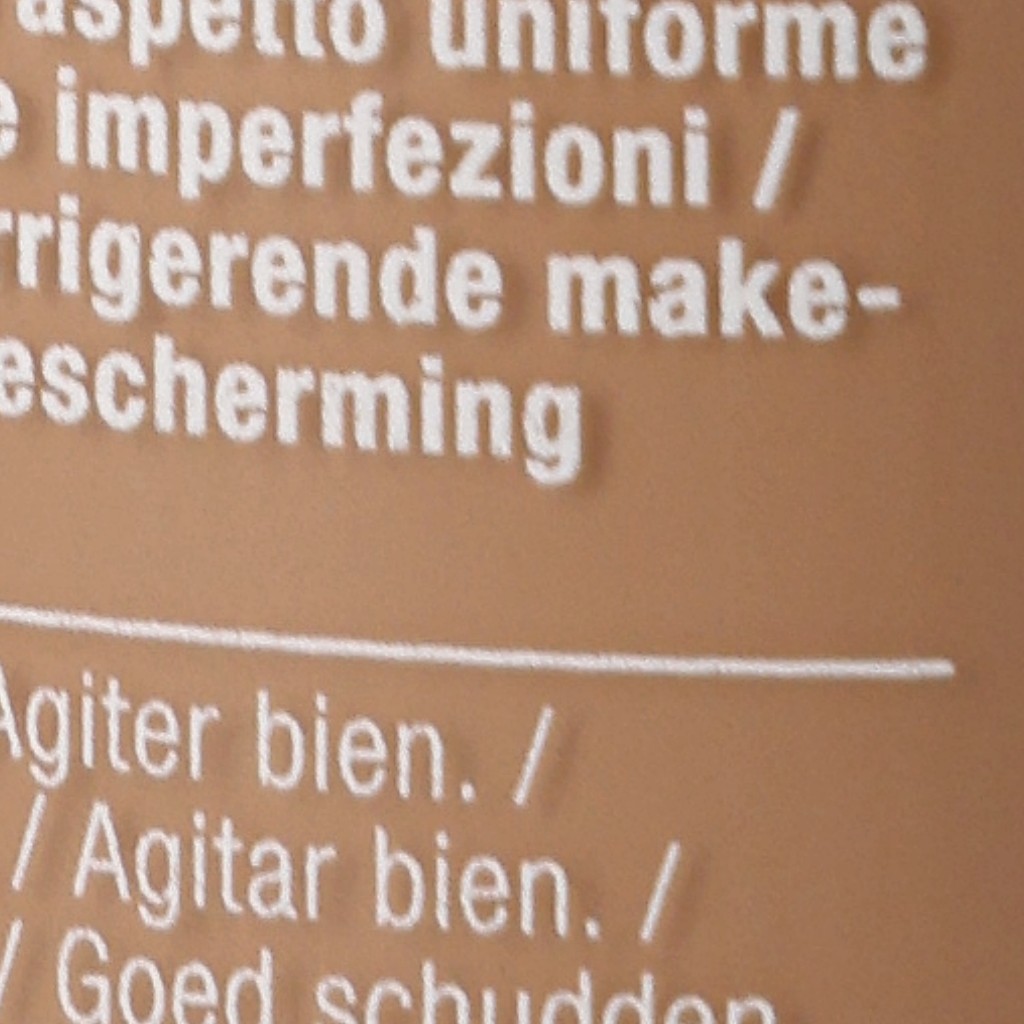 aspetto uniforme
e imperfezioni /
rrigerende make-
escherming
Agiter bien. /
/ Agitar bien. /
/ Goed schudden